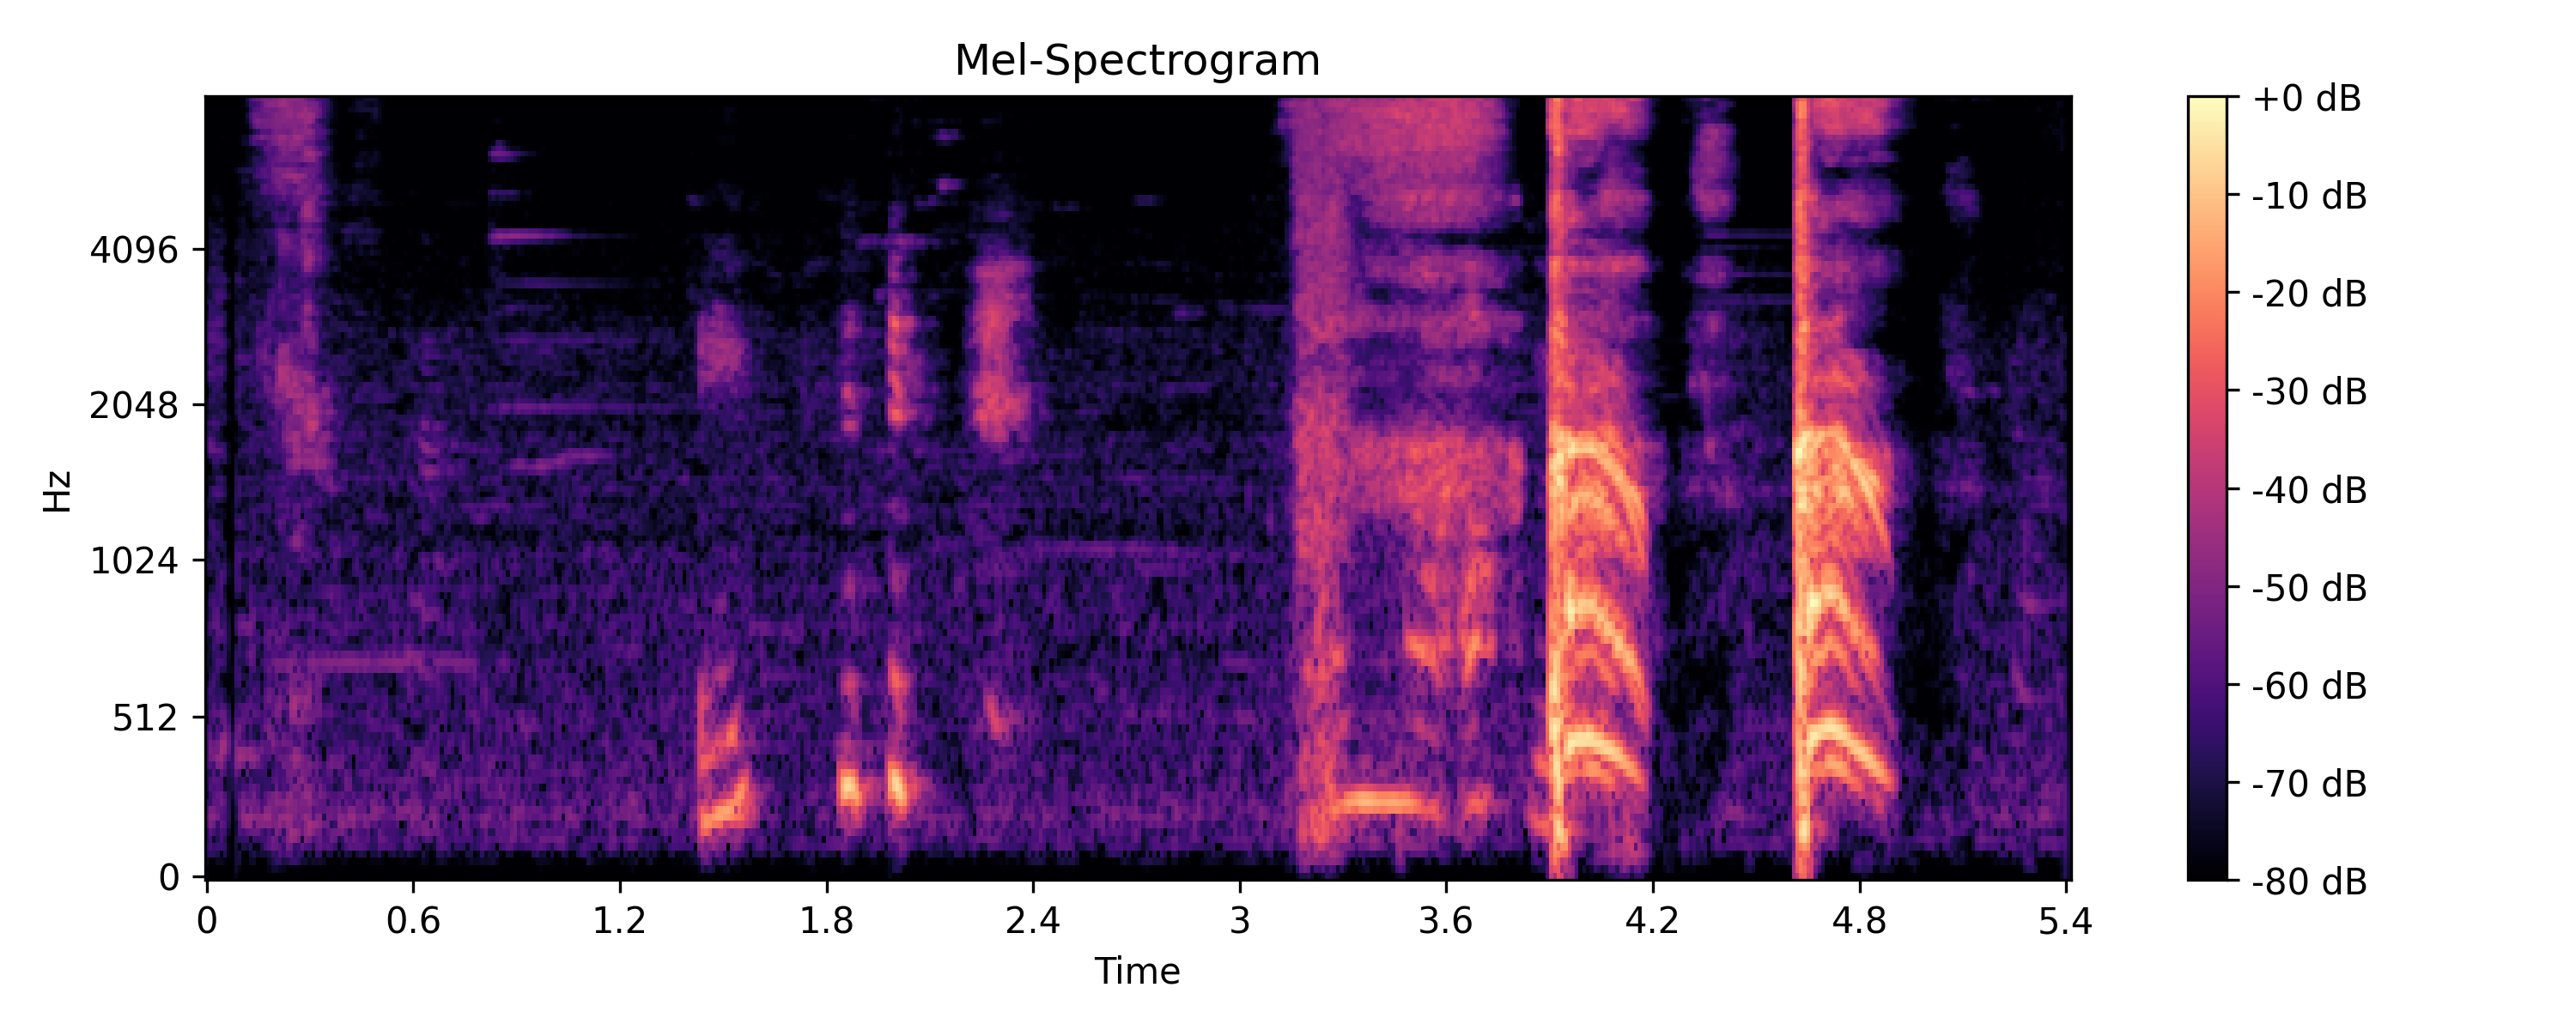 Mel-Spectrogram
+0 dB
-10 dB
-20 dB
-30 dB
-40 dB
-50 dB
-60 dB
-70 dB
-80 dB
Hz
4096
2048
1024
512
0
0 0.6 1.2 1.8 2.4 3 3.6 4.2 4.8 5.4
Time